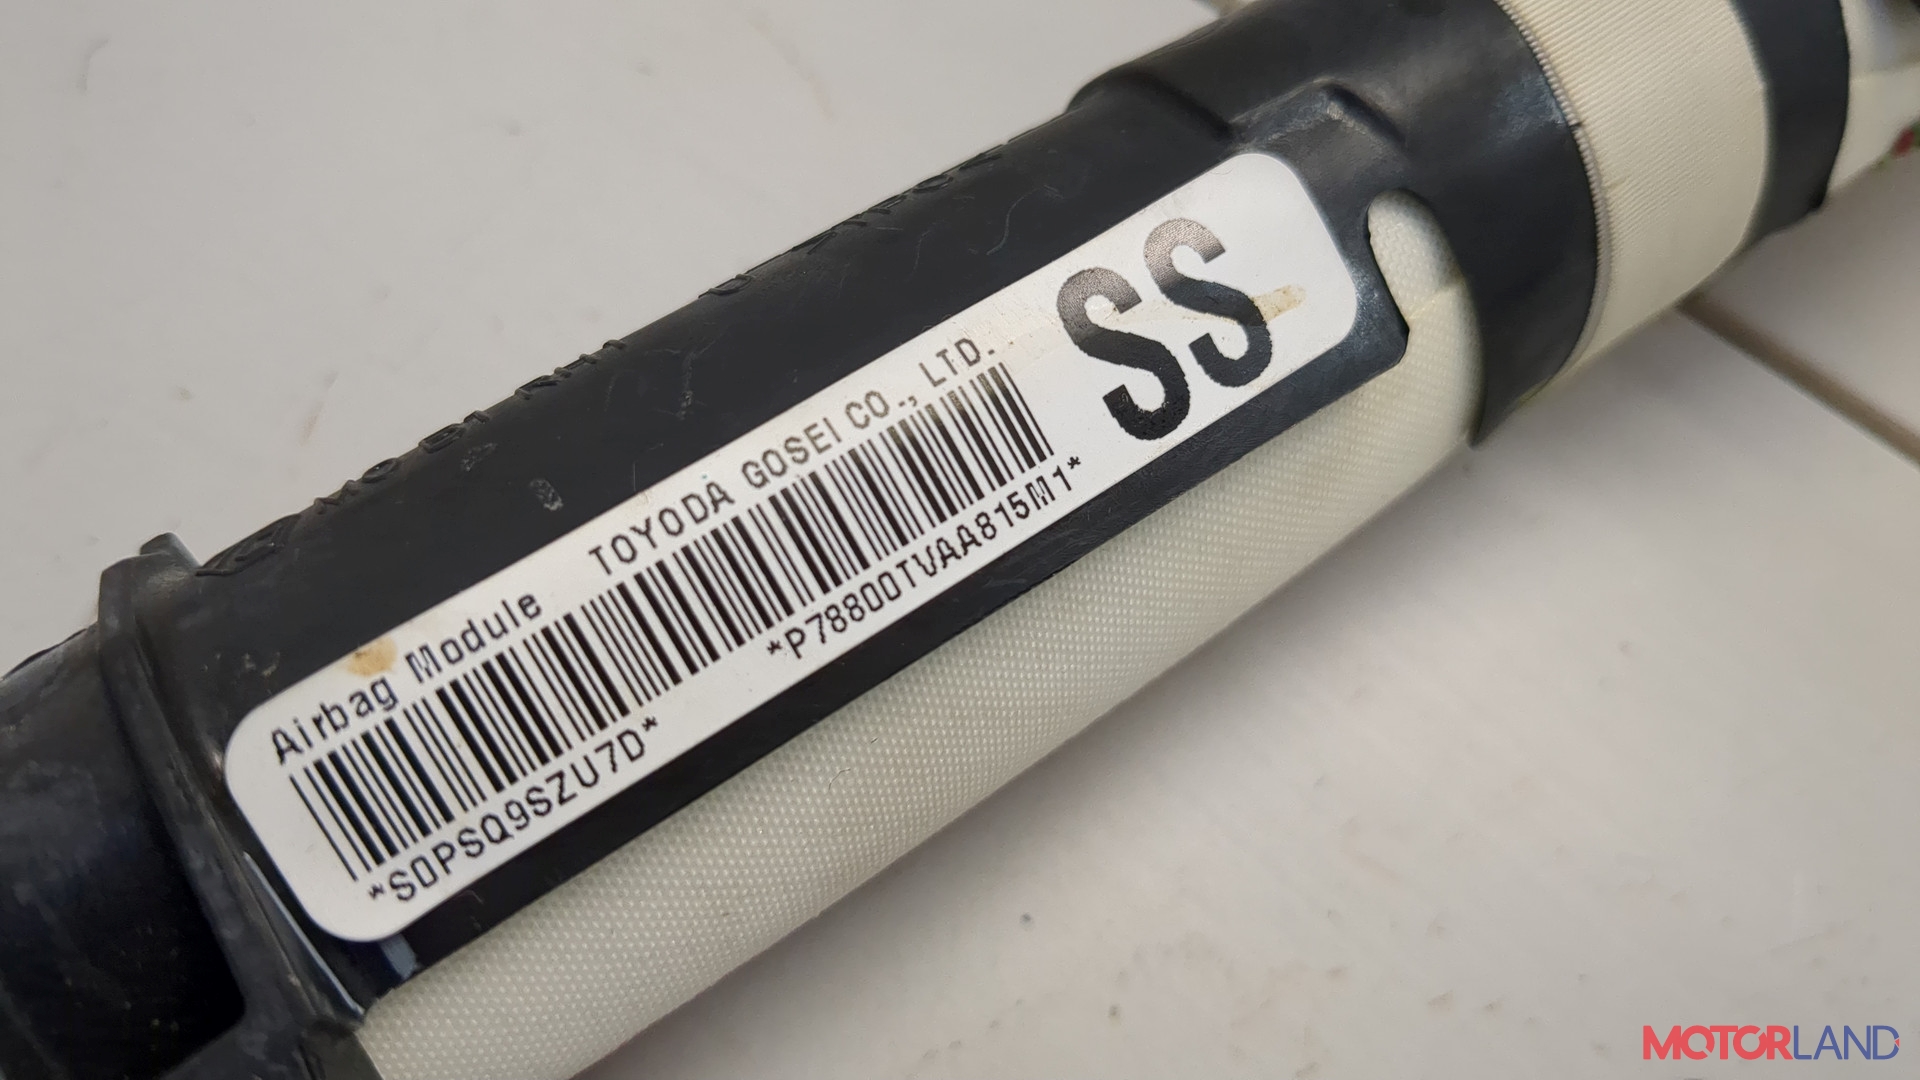 Airbag Module TOYODA GOSEI CO., LTD.
SS
*S0PSQ9SZU7D*
*P78800TVAA815M1*
MOTORLAND